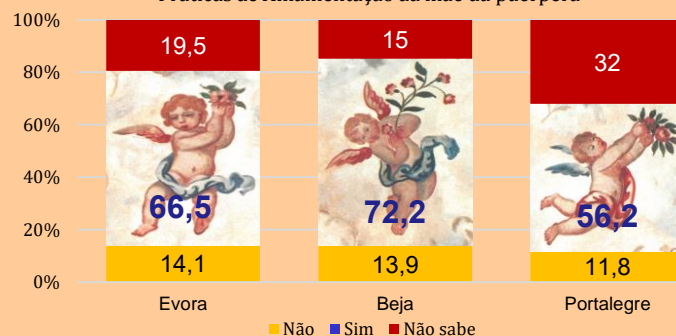 100%
80%
60%
40%
20%
0%
19,5
15
32
66,5
72,2
56,2
14,1
13,9
11,8
Evora
Beja
Portalegre
Não
Sim
Não sabe